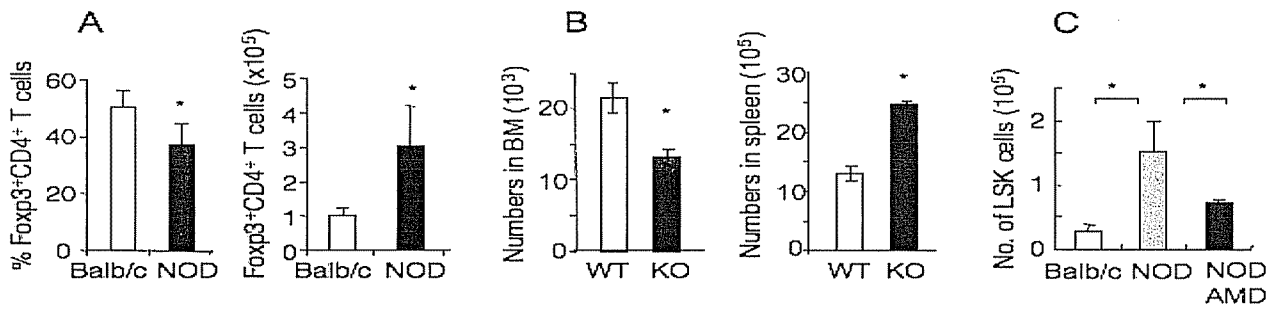 A
% Foxp3⁺CD4⁺ T cells
60
40
20
0
*
Balb/c NOD
Foxp3⁺CD4⁺ T cells (x10⁵)
5
4
3
2
1
0
*
Balb/c NOD
B
Numbers in BM (10³)
20
10
0
*
WT KO
Numbers in spleen (10⁵)
30
20
10
0
*
WT KO
C
No. of LSK cells (10⁵)
2
1
0
* *
Balb/c NOD NOD
AMD